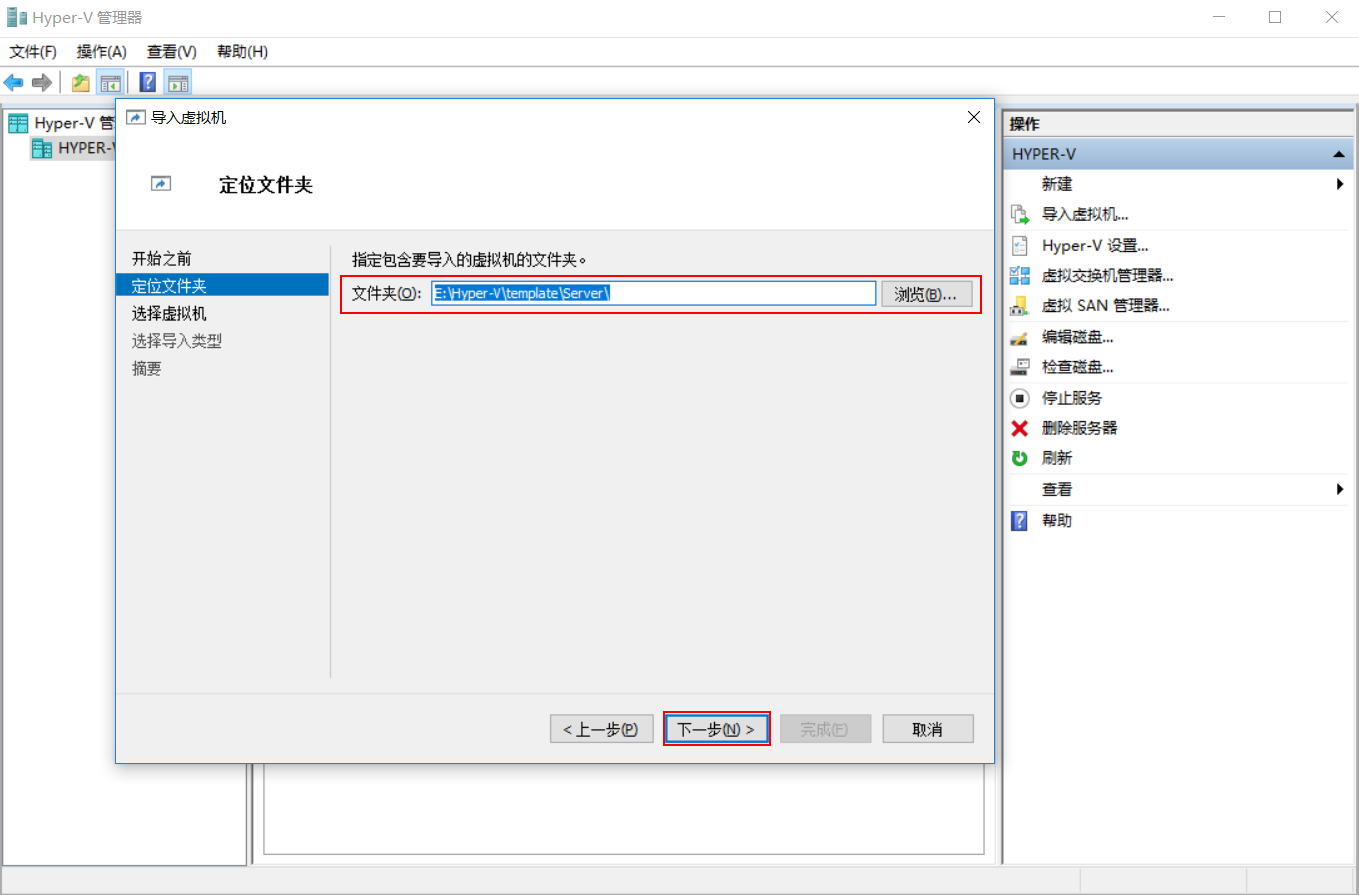 Hyper-V 管理器
文件(F) 操作(A) 查看(V) 帮助(H)
Hyper-V 管
HYPER-V
导入虚拟机
定位文件夹
开始之前
定位文件夹
选择虚拟机
选择导入类型
摘要
指定包含要导入的虚拟机的文件夹。
文件夹(O): E:\Hyper-V\template\Server\ 浏览(B)...
< 上一步(P) 下一步(N) > 完成(F) 取消
操作
HYPER-V
新建
导入虚拟机...
Hyper-V 设置...
虚拟交换机管理器...
虚拟 SAN 管理器...
编辑磁盘...
检查磁盘...
停止服务
删除服务器
刷新
查看
帮助